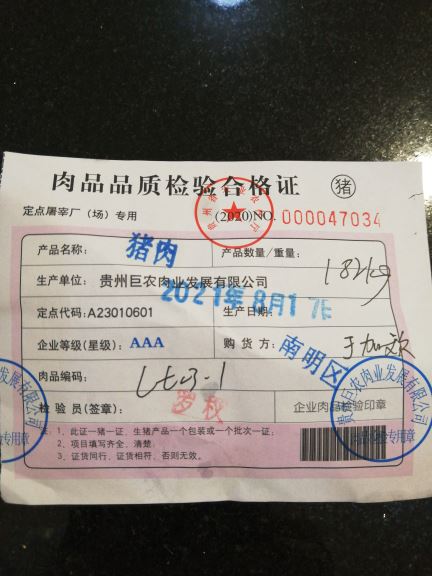 肉品品质检验合格证 猪
定点屠宰厂（场）专用 (2020)NO. 000047034
产品名称： 猪肉 产品数量/重量： 182kg
生产单位： 贵州巨农肉业发展有限公司
定点代码：A23010601 生产日期： 2021年8月17日
企业等级(星级)： AAA 购 货 方： 南明区
肉品编码：
检 验 员(签章)： 罗权 企业肉品检验印章
注：1、此证一猪一证，生猪产品一个包装或一个批次一证；
2、项目填写齐全、清楚；
3、证货同行、证货相符，否则无效。